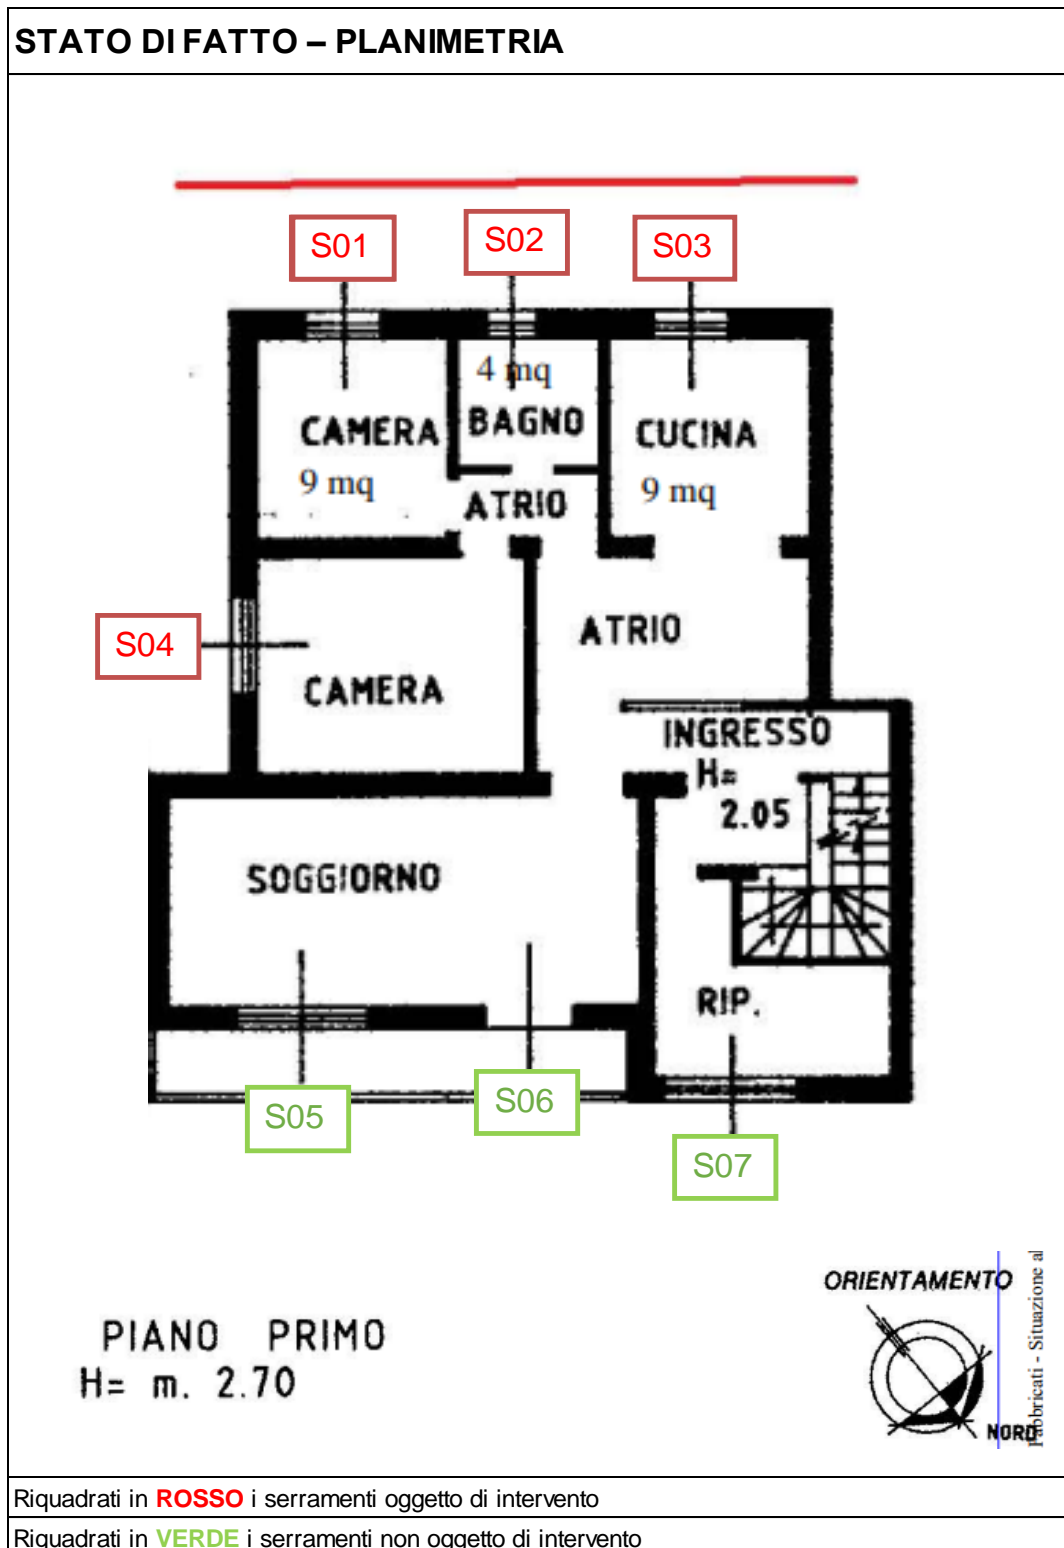 STATO DI FATTO – PLANIMETRIA
S01
S02
S03
4 mq
BAGNO
CAMERA
CUCINA
9 mq
9 mq
ATRIO
S04
ATRIO
CAMERA
INGRESSO
H=
2.05
SOGGIORNO
RIP.
S05
S06
S07
ORIENTAMENTO
NORD
PIANO PRIMO
H= m. 2.70
Fabbricati - Situazione al
Riquadrati in ROSSO i serramenti oggetto di intervento
Riquadrati in VERDE i serramenti non oggetto di intervento